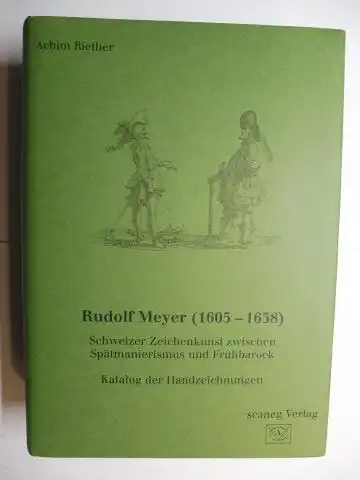 Achim Riether
Rudolf Meyer (1605 – 1638)
Schweizer Zeichenkunst zwischen
Spätmanierismus und Frühbarock
Katalog der Handzeichnungen
scaneg Verlag